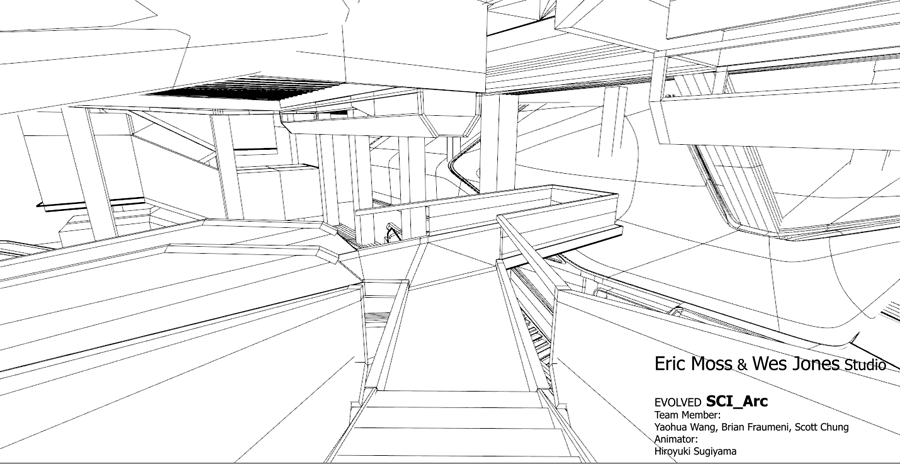 Eric Moss & Wes Jones Studio
EVOLVED SCI_Arc
Team Member:
Yaohua Wang, Brian Fraumeni, Scott Chung
Animator:
Hiroyuki Sugiyama